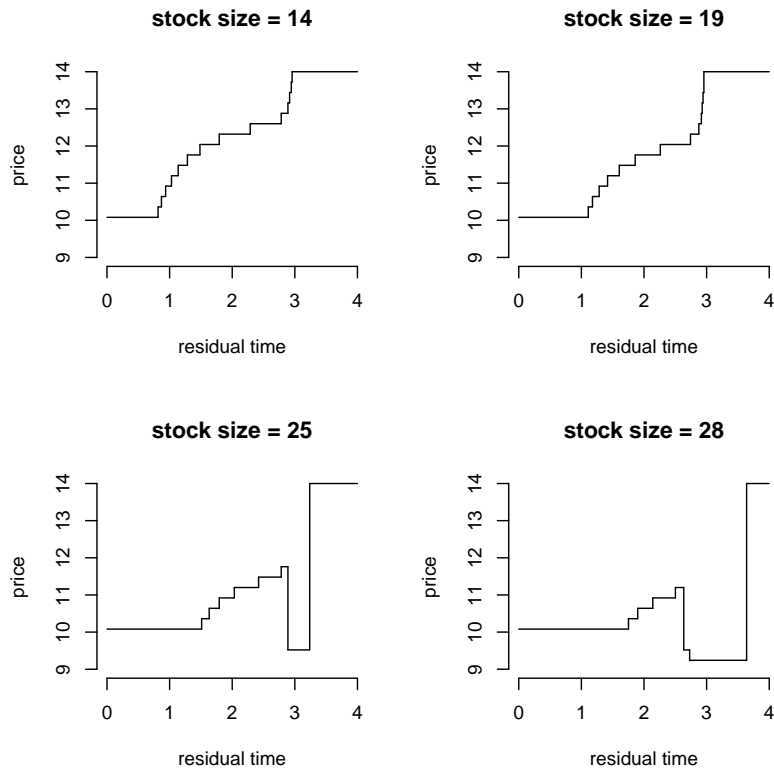 stock size = 14
price
9 10 11 12 13 14
0 1 2 3 4
residual time
stock size = 19
price
9 10 11 12 13 14
0 1 2 3 4
residual time
stock size = 25
price
9 10 11 12 13 14
0 1 2 3 4
residual time
stock size = 28
price
9 10 11 12 13 14
0 1 2 3 4
residual time